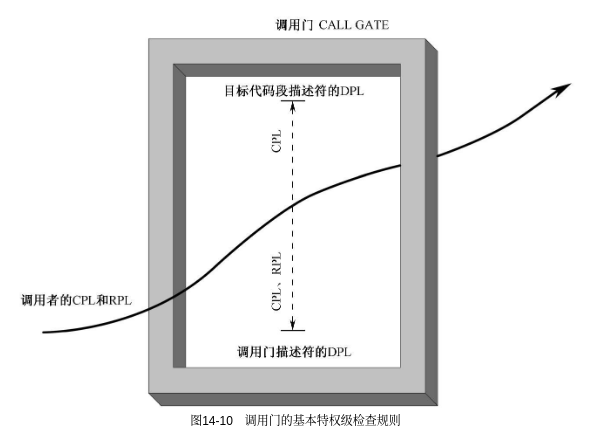 调用门 CALL GATE
目标代码段描述符的DPL
CPL
CPL、RPL
调用者的CPL和RPL
调用门描述符的DPL
图14-10 调用门的基本特权级检查规则